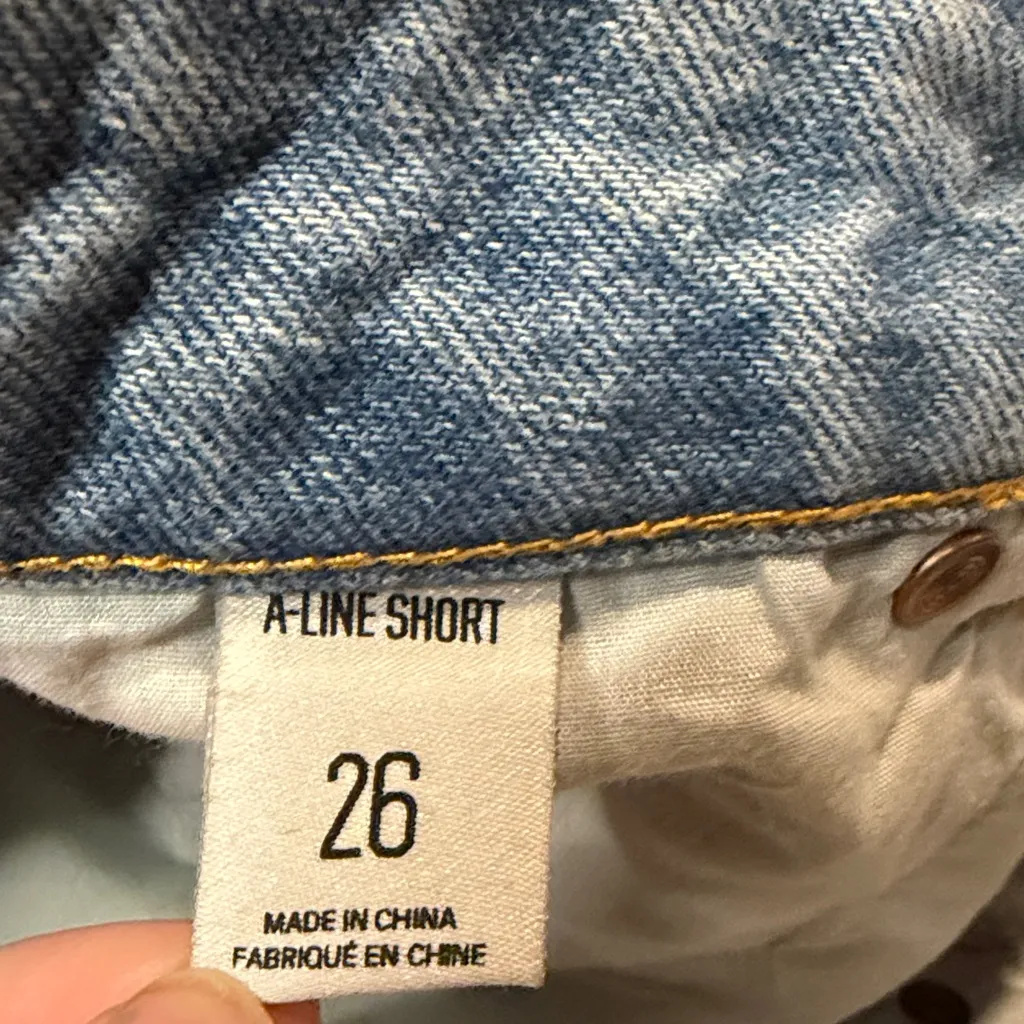 A-LINE SHORT
26
MADE IN CHINA
FABRIQUÉ EN CHINE